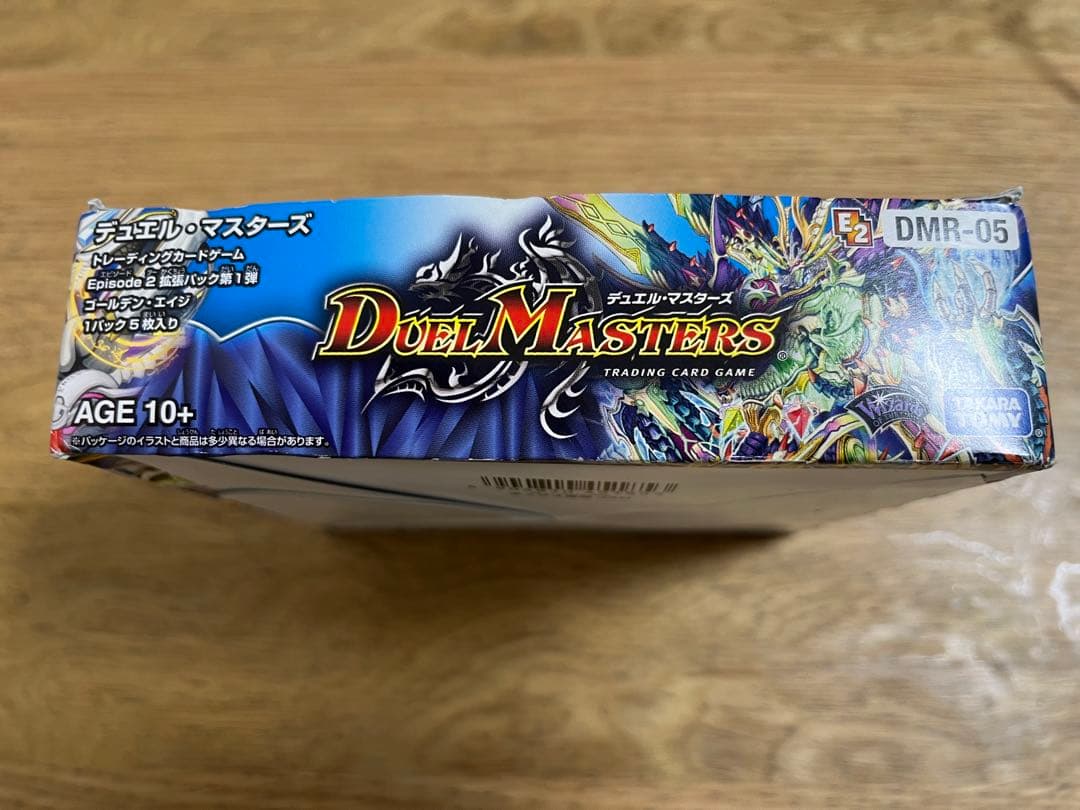 デュエル・マスターズ
トレーディングカードゲーム
Episode 2 拡張パック第1弾
ゴールデン・エイジ
1パック5枚入り
AGE 10+
※パッケージのイラストと商品は多少異なる場合があります。
デュエル・マスターズ
DUEL MASTERS
TRADING CARD GAME
E2
DMR-05
Wizards
TAKARA
TOMY